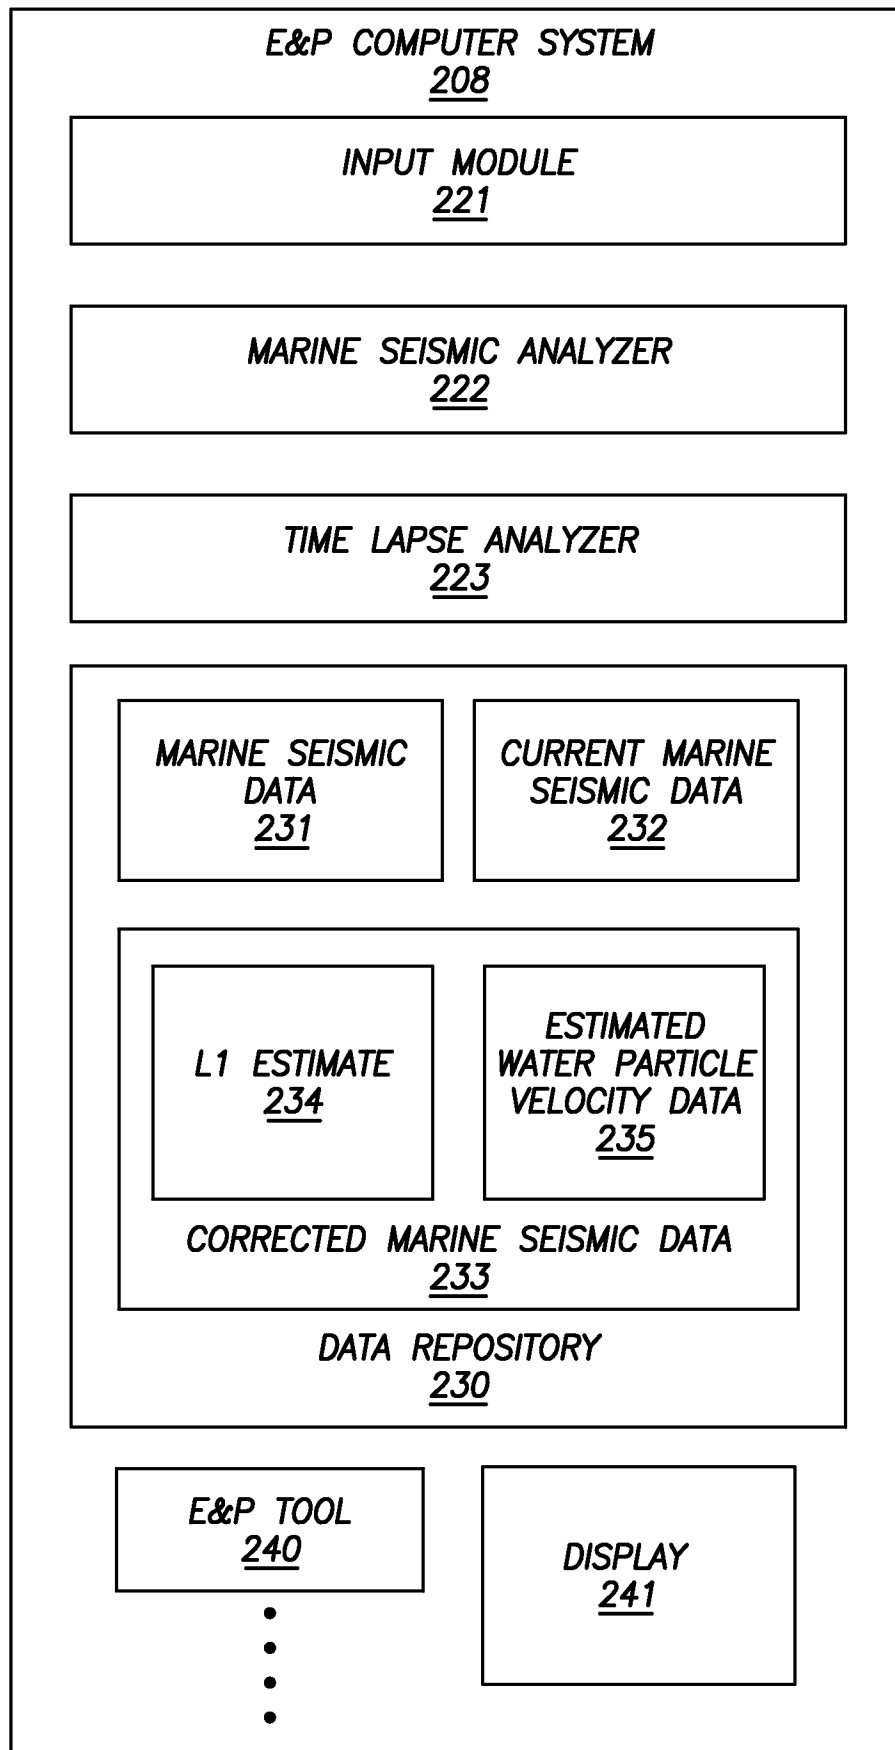 E&P COMPUTER SYSTEM
208
INPUT MODULE
221
MARINE SEISMIC ANALYZER
222
TIME LAPSE ANALYZER
223
MARINE SEISMIC
DATA
231
CURRENT MARINE
SEISMIC DATA
232
L1 ESTIMATE
234
ESTIMATED
WATER PARTICLE
VELOCITY DATA
235
CORRECTED MARINE SEISMIC DATA
233
DATA REPOSITORY
230
E&P TOOL
240
DISPLAY
241